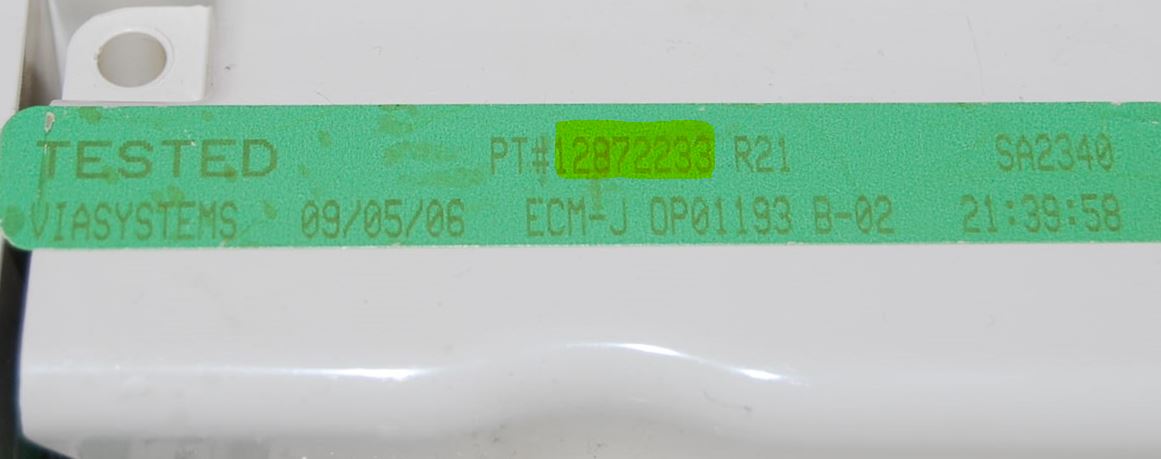 TESTED PT#12872233 R21 SA2340
VIASYSTEMS 09/05/06 ECM-J OP01193 B-02 21:39:58